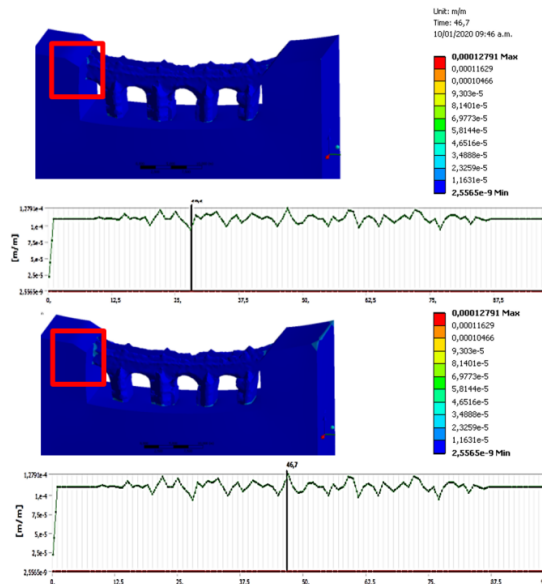 Unit: m/m
Time: 46,7
10/01/2020 09:46 a.m.
0,00012791 Max
0,00011629
0,00010466
9,303e-5
8,1401e-5
6,9773e-5
5,8144e-5
4,6516e-5
3,4888e-5
2,3259e-5
1,1631e-5
2,5565e-9 Min
[m/m]
1,2791e-4
1,e-4
7,5e-5
5,e-5
2,5e-5
2,5565e-9
0,
12,5
25,
37,5
50,
62,5
75,
87,5
0,00012791 Max
0,00011629
0,00010466
9,303e-5
8,1401e-5
6,9773e-5
5,8144e-5
4,6516e-5
3,4888e-5
2,3259e-5
1,1631e-5
2,5565e-9 Min
46,7
[m/m]
1,2791e-4
1,e-4
7,5e-5
5,e-5
2,5e-5
2,5565e-9
0,
12,5
25,
37,5
50,
62,5
75,
87,5